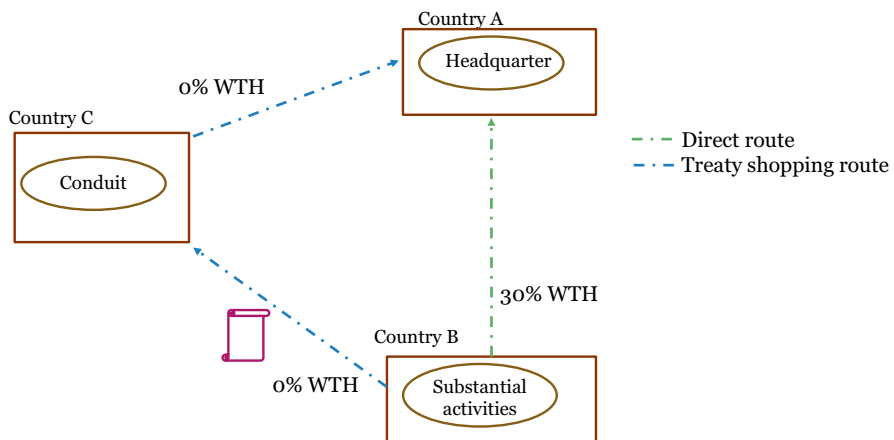 Country A
Headquarter
0% WTH
Country C
Conduit
Direct route
Treaty shopping route
30% WTH
Country B
0% WTH
Substantial
activities